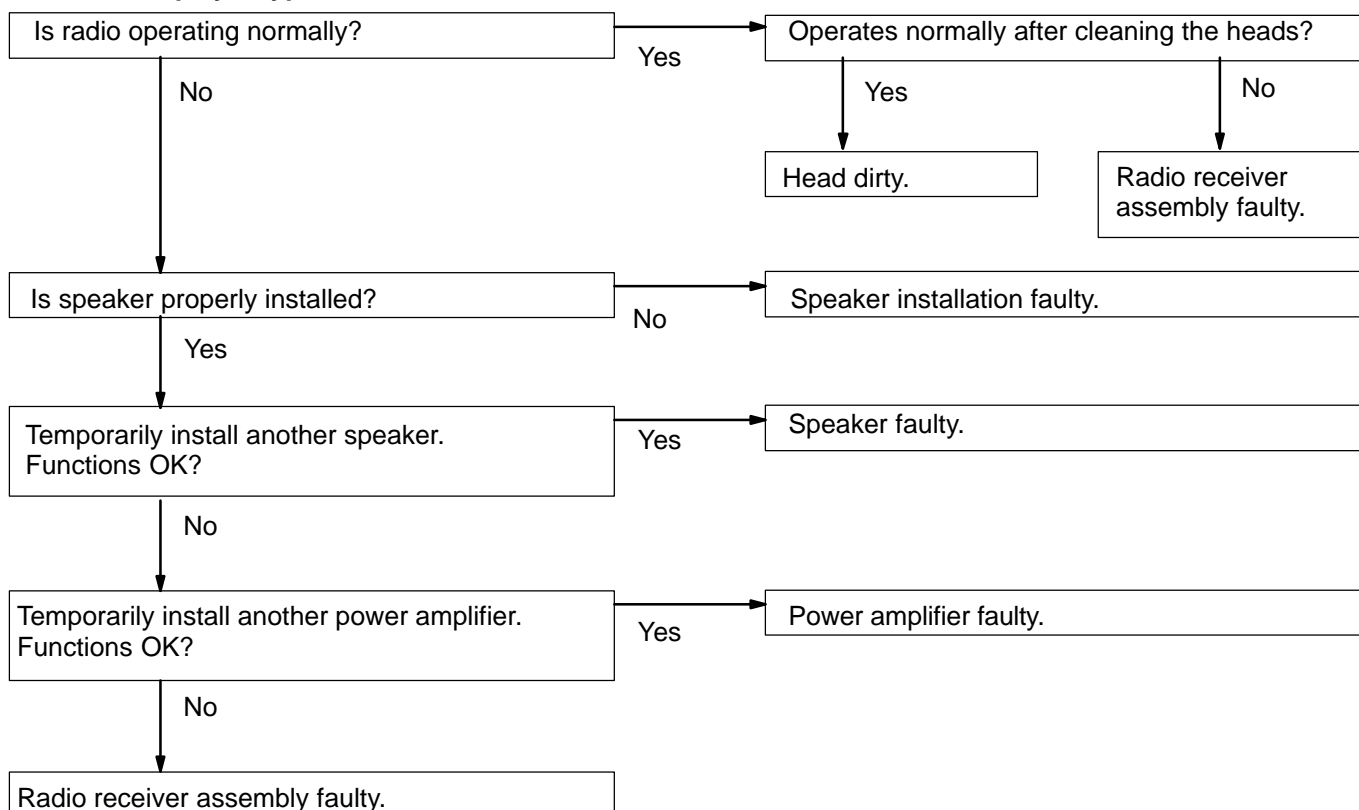 Is radio operating normally?
Yes
Operates normally after cleaning the heads?
No
Yes
No
Head dirty.
Radio receiver
assembly faulty.
Is speaker properly installed?
No
Speaker installation faulty.
Yes
Temporarily install another speaker.
Functions OK?
Yes
Speaker faulty.
No
Temporarily install another power amplifier.
Functions OK?
Yes
Power amplifier faulty.
No
Radio receiver assembly faulty.